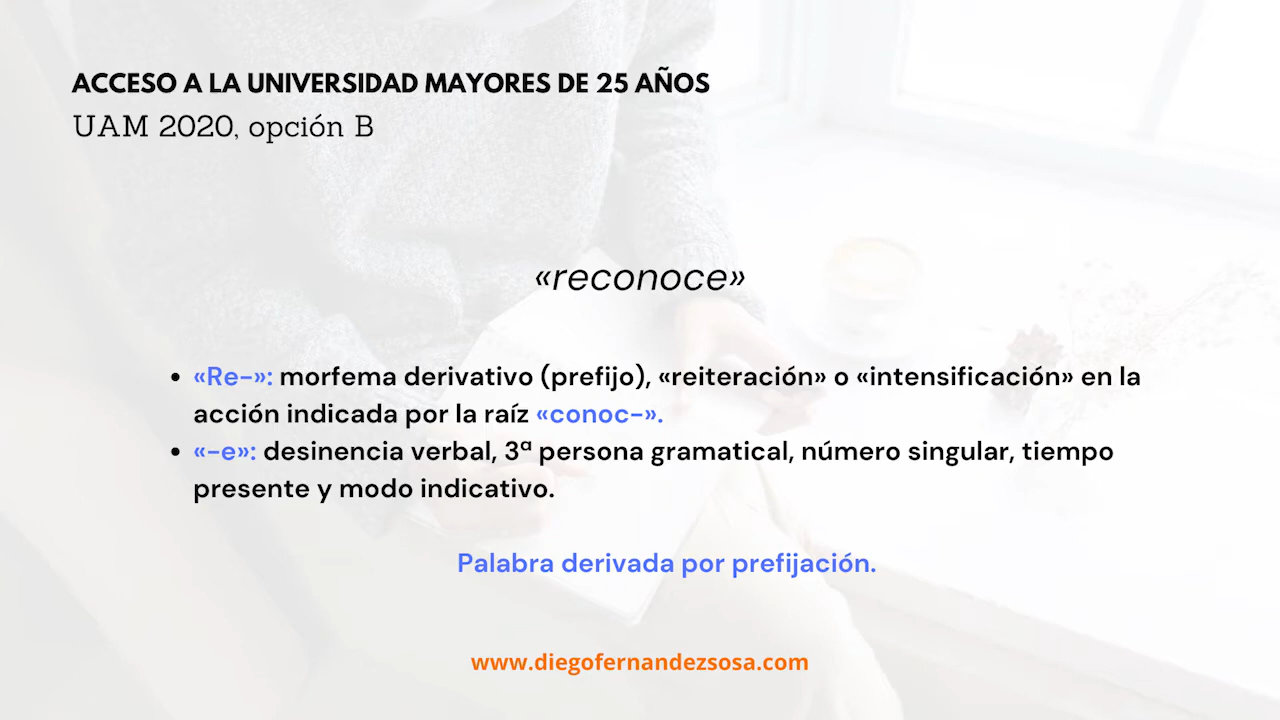 ACCESO A LA UNIVERSIDAD MAYORES DE 25 AÑOS
UAM 2020, opción B
«reconoce»
• «Re-»: morfema derivativo (prefijo), «reiteración» o «intensificación» en la
acción indicada por la raíz «conoc-».
• «-e»: desinencia verbal, 3ª persona gramatical, número singular, tiempo
presente y modo indicativo.
Palabra derivada por prefijación.
www.diegofernandezsosa.com